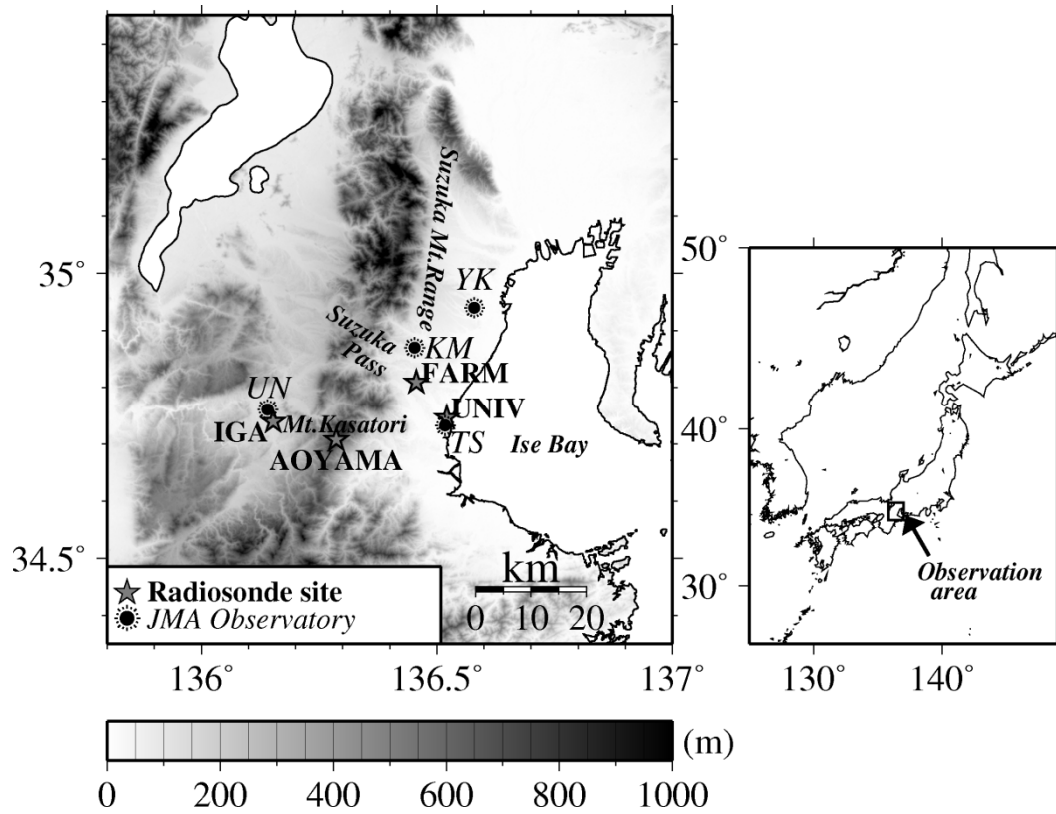 Suzuka Mt.Range
35°
YK
50°
Suzuka
Pass
KM
FARM
UN
UNIV
IGA
Mt.Kasatori
TS
Ise Bay
AOYAMA
40°
34.5°
km
0 10 20
Radiosonde site
JMA Observatory
Observation
area
30°
136° 136.5° 137°
130° 140°
(m)
0 200 400 600 800 1000